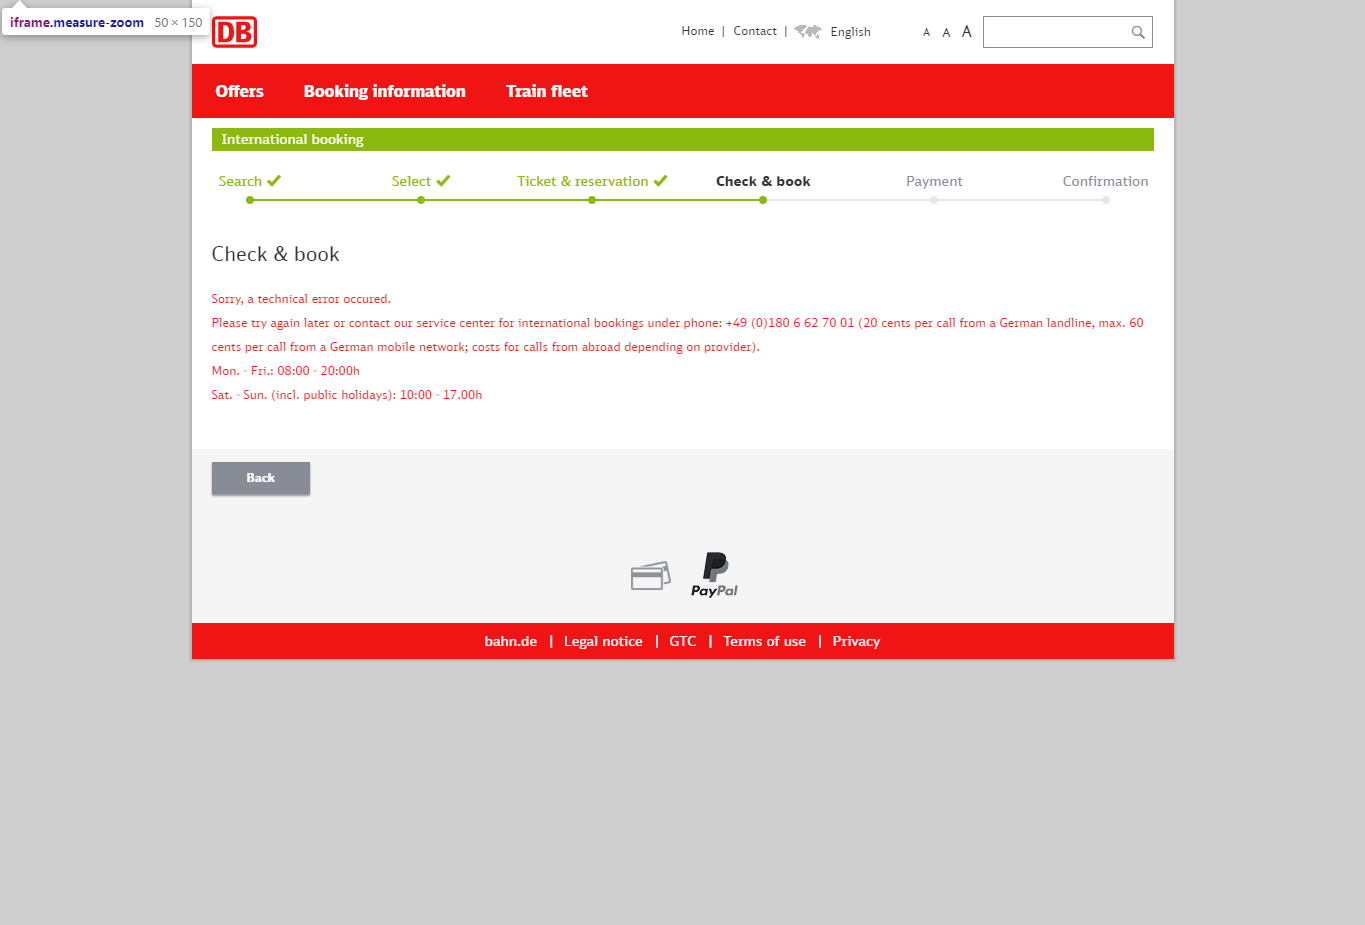 iframe.measure-zoom 50 × 150
DB
Home | Contact | English A A A
Offers Booking information Train fleet
International booking
Search Select Ticket & reservation Check & book Payment Confirmation
Check & book
Sorry, a technical error occured.
Please try again later or contact our service center for international bookings under phone: +49 (0)180 6 62 70 01 (20 cents per call from a German landline, max. 60
cents per call from a German mobile network; costs for calls from abroad depending on provider).
Mon. - Fri.: 08:00 - 20:00h
Sat. - Sun. (incl. public holidays): 10:00 - 17.00h
Back
PayPal
bahn.de | Legal notice | GTC | Terms of use | Privacy